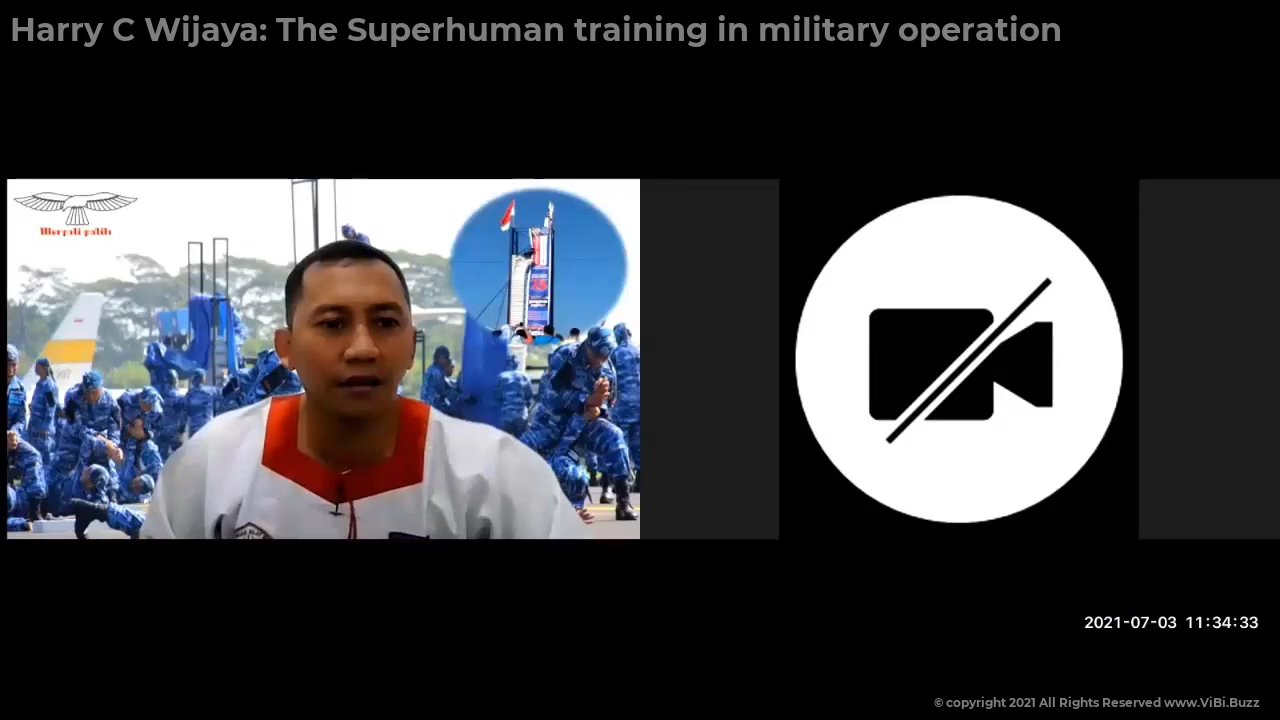 Harry C Wijaya: The Superhuman training in military operation
Merpati putih
2021-07-03 11:34:33
© copyright 2021 All Rights Reserved www.ViBi.Buzz